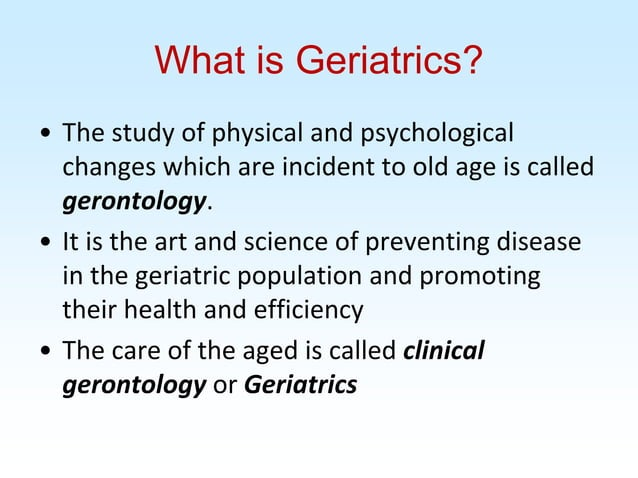 What is Geriatrics?
• The study of physical and psychological
changes which are incident to old age is called
gerontology.
• It is the art and science of preventing disease
in the geriatric population and promoting
their health and efficiency
• The care of the aged is called clinical
gerontology or Geriatrics